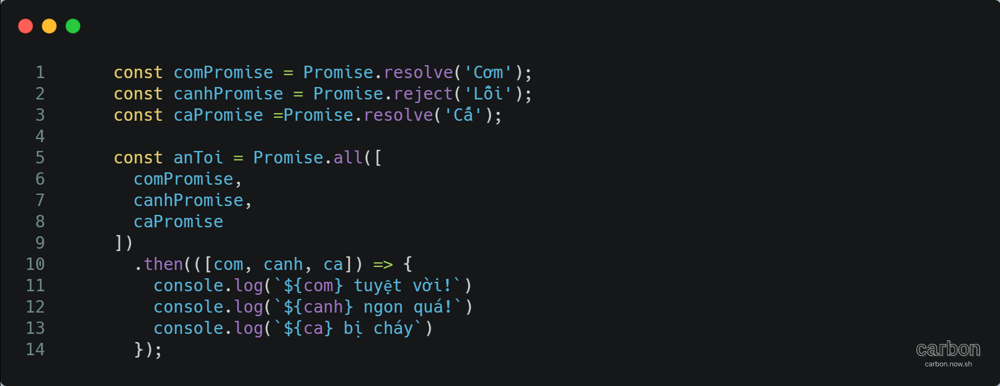 1 const comPromise = Promise.resolve('Cơm');
2 const canhPromise = Promise.reject('Lỗi');
3 const caPromise =Promise.resolve('Cấ');
4
5 const anToi = Promise.all([
6 comPromise,
7 canhPromise,
8 caPromise
9 ])
10 .then(([com, canh, ca]) => {
11 console.log(`${com} tuyệt vời!`)
12 console.log(`${canh} ngon quá!`)
13 console.log(`${ca} bị cháy`)
14 });
carbon
carbon.now.sh